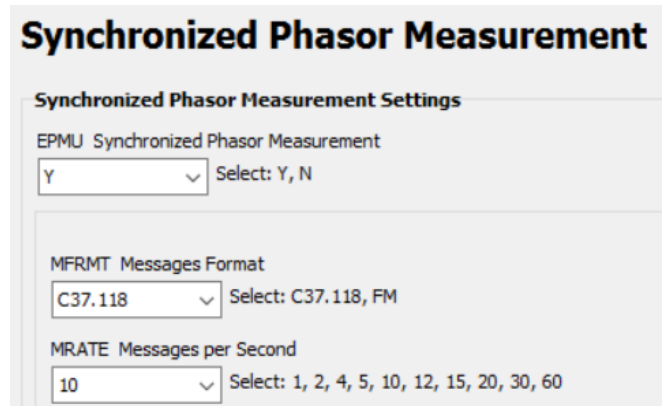 Synchronized Phasor Measurement
Synchronized Phasor Measurement Settings
EPMU Synchronized Phasor Measurement
Y Select: Y, N
MFRMT Messages Format
C37.118 Select: C37.118, FM
MRATE Messages per Second
10 Select: 1, 2, 4, 5, 10, 12, 15, 20, 30, 60